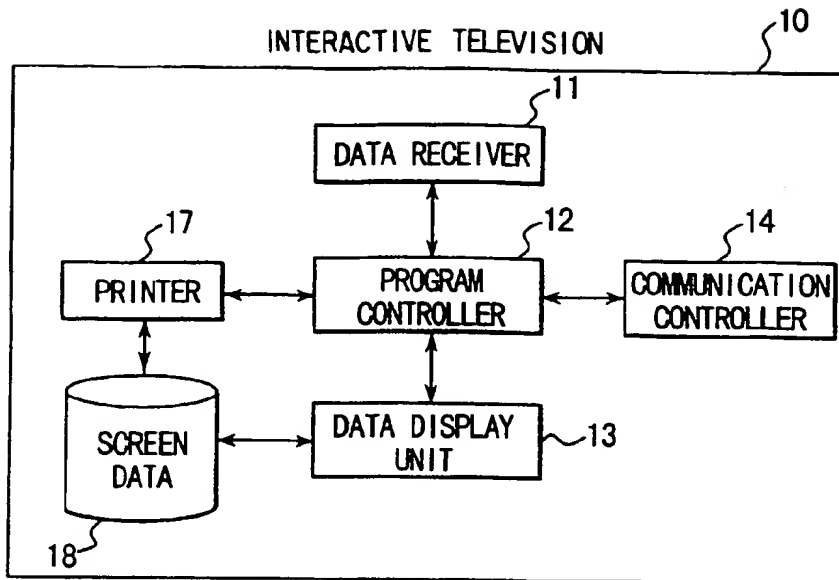 INTERACTIVE TELEVISION
10
11
DATA RECEIVER
17
12
14
PRINTER
PROGRAM
CONTROLLER
COMMUNICATION
CONTROLLER
SCREEN
DATA
DATA DISPLAY
UNIT
13
18